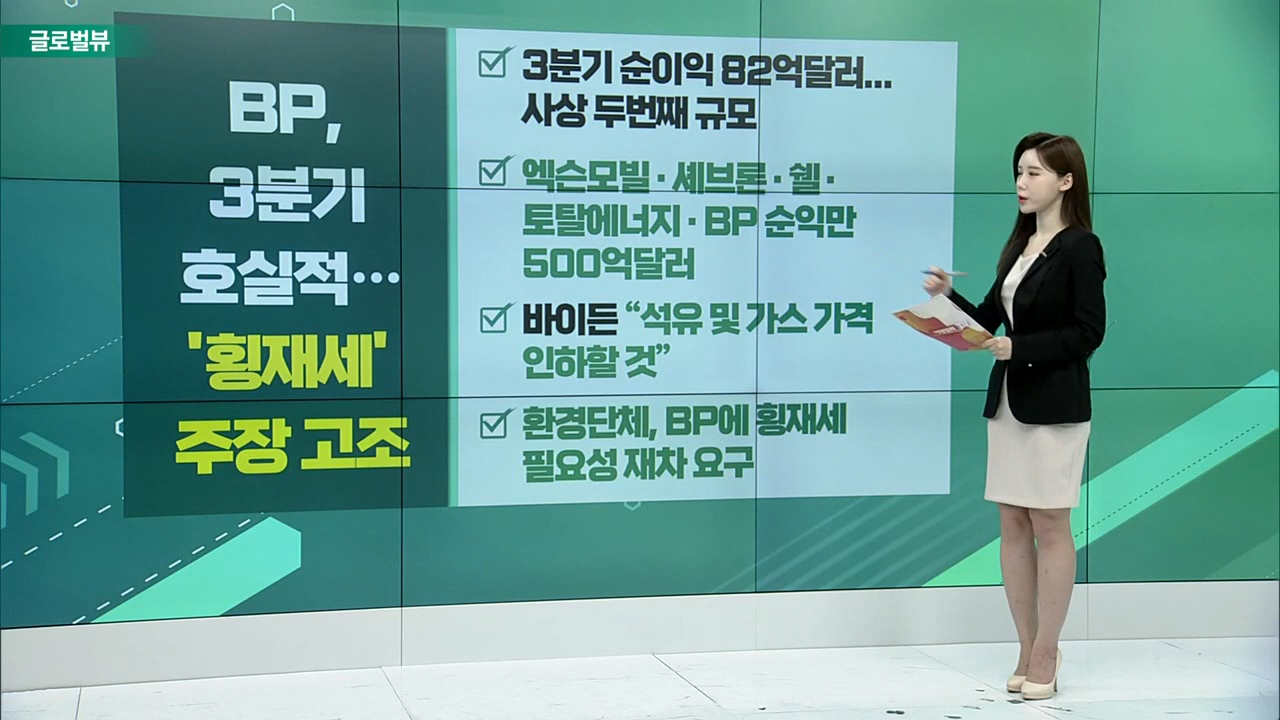 글로벌뷰
BP,
3분기
호실적…
'횡재세'
주장 고조
3분기 순이익 82억달러...
사상 두번째 규모
엑슨모빌·셰브론·쉘·
토탈에너지·BP 순익만
500억달러
바이든 “석유 및 가스 가격
인하할 것”
환경단체, BP에 횡재세
필요성 재차 요구